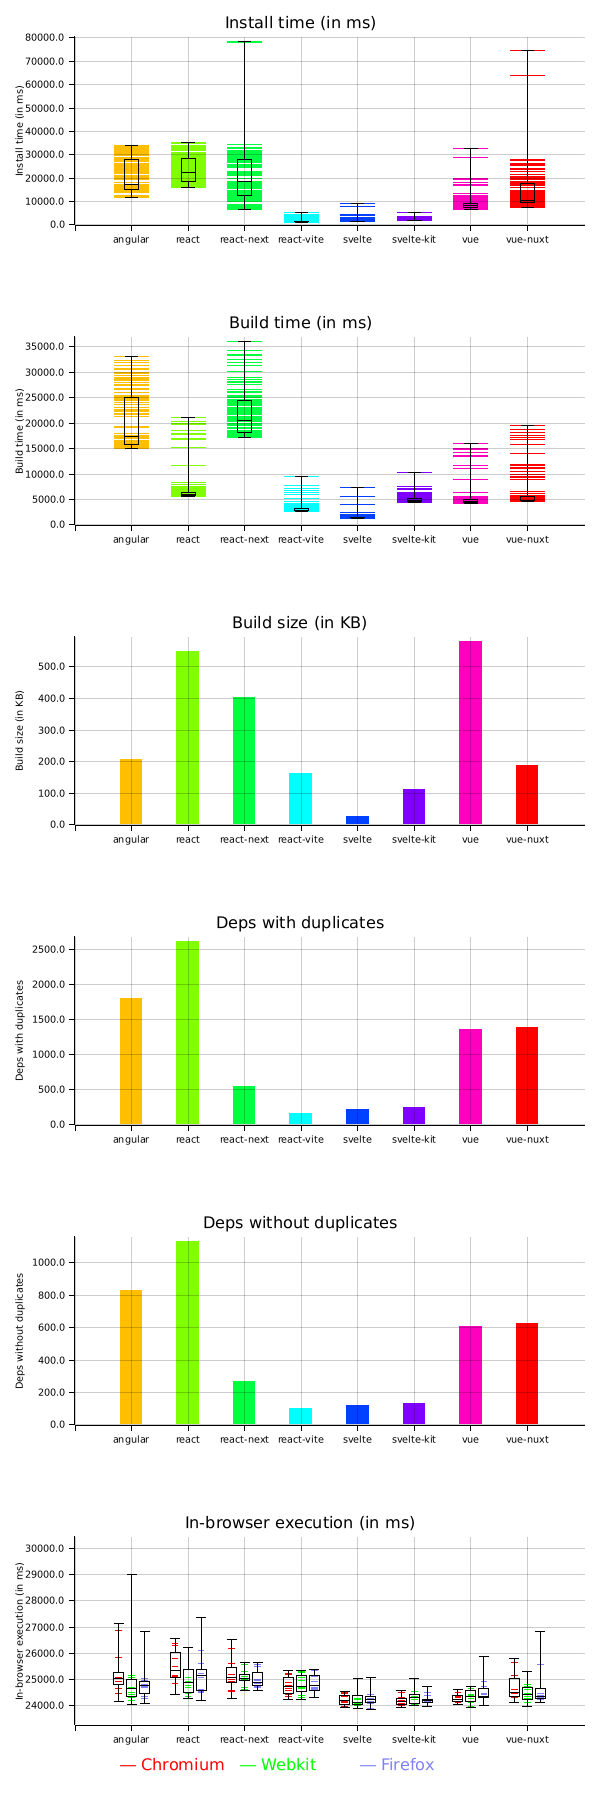 Install time (in ms)
Install time (in ms)
80000.0
70000.0
60000.0
50000.0
40000.0
30000.0
20000.0
10000.0
0.0
angular react react-next react-vite svelte svelte-kit vue vue-nuxt
Build time (in ms)
Build time (in ms)
35000.0
30000.0
25000.0
20000.0
15000.0
10000.0
5000.0
0.0
angular react react-next react-vite svelte svelte-kit vue vue-nuxt
Build size (in KB)
Build size (in KB)
500.0
400.0
300.0
200.0
100.0
0.0
angular react react-next react-vite svelte svelte-kit vue vue-nuxt
Deps with duplicates
Deps with duplicates
2500.0
2000.0
1500.0
1000.0
500.0
0.0
angular react react-next react-vite svelte svelte-kit vue vue-nuxt
Deps without duplicates
Deps without duplicates
1000.0
800.0
600.0
400.0
200.0
0.0
angular react react-next react-vite svelte svelte-kit vue vue-nuxt
In-browser execution (in ms)
In-browser execution (in ms)
30000.0
29000.0
28000.0
27000.0
26000.0
25000.0
24000.0
angular react react-next react-vite svelte svelte-kit vue vue-nuxt
— Chromium — Webkit — Firefox